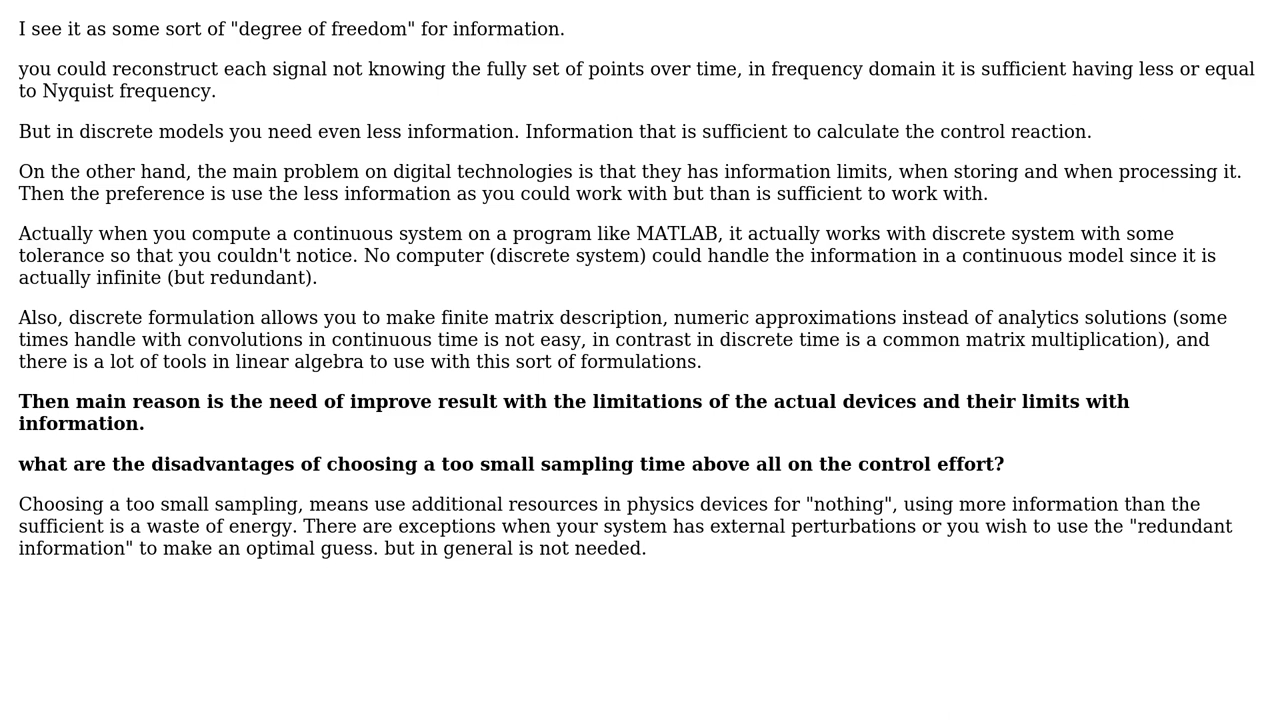 I see it as some sort of "degree of freedom" for information.
you could reconstruct each signal not knowing the fully set of points over time, in frequency domain it is sufficient having less or equal
to Nyquist frequency.
But in discrete models you need even less information. Information that is sufficient to calculate the control reaction.
On the other hand, the main problem on digital technologies is that they has information limits, when storing and when processing it.
Then the preference is use the less information as you could work with but than is sufficient to work with.
Actually when you compute a continuous system on a program like MATLAB, it actually works with discrete system with some
tolerance so that you couldn't notice. No computer (discrete system) could handle the information in a continuous model since it is
actually infinite (but redundant).
Also, discrete formulation allows you to make finite matrix description, numeric approximations instead of analytics solutions (some
times handle with convolutions in continuous time is not easy, in contrast in discrete time is a common matrix multiplication), and
there is a lot of tools in linear algebra to use with this sort of formulations.
Then main reason is the need of improve result with the limitations of the actual devices and their limits with
information.
what are the disadvantages of choosing a too small sampling time above all on the control effort?
Choosing a too small sampling, means use additional resources in physics devices for "nothing", using more information than the
sufficient is a waste of energy. There are exceptions when your system has external perturbations or you wish to use the "redundant
information" to make an optimal guess. but in general is not needed.